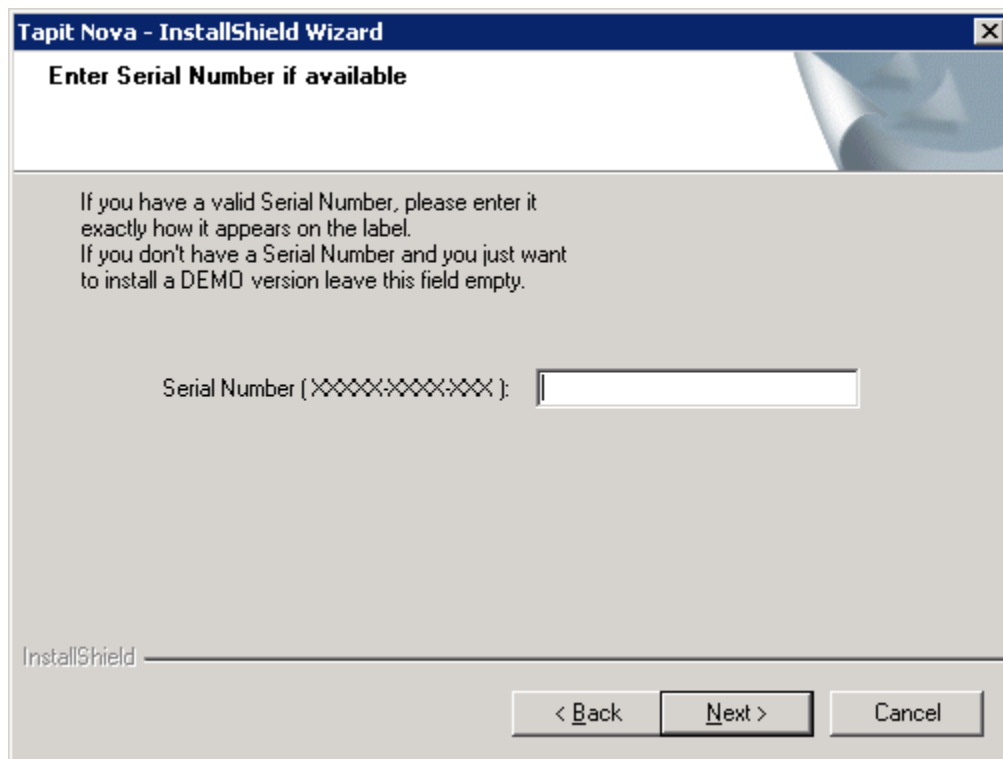 Tapit Nova - InstallShield Wizard
Enter Serial Number if available
If you have a valid Serial Number, please enter it
exactly how it appears on the label.
If you don't have a Serial Number and you just want
to install a DEMO version leave this field empty.
Serial Number ( XXXXX-XXXX-XXX ):
InstallShield
< Back
Next >
Cancel